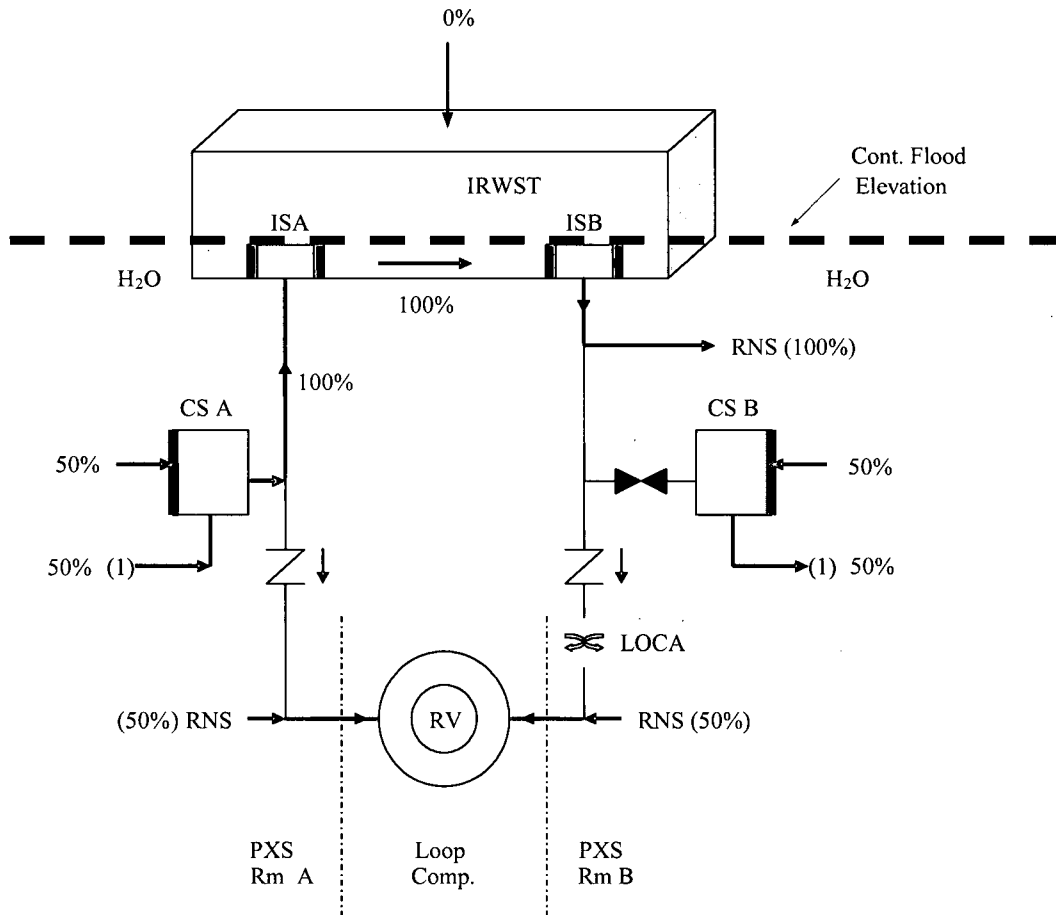 0%
Cont. Flood
Elevation
IRWST
ISA
ISB
H₂O
100%
H₂O
RNS (100%)
100%
CS A
CS B
50%
50%
50% (1)
(1) 50%
LOCA
(50%) RNS
RV
RNS (50%)
PXS
Rm A
Loop
Comp.
PXS
Rm B